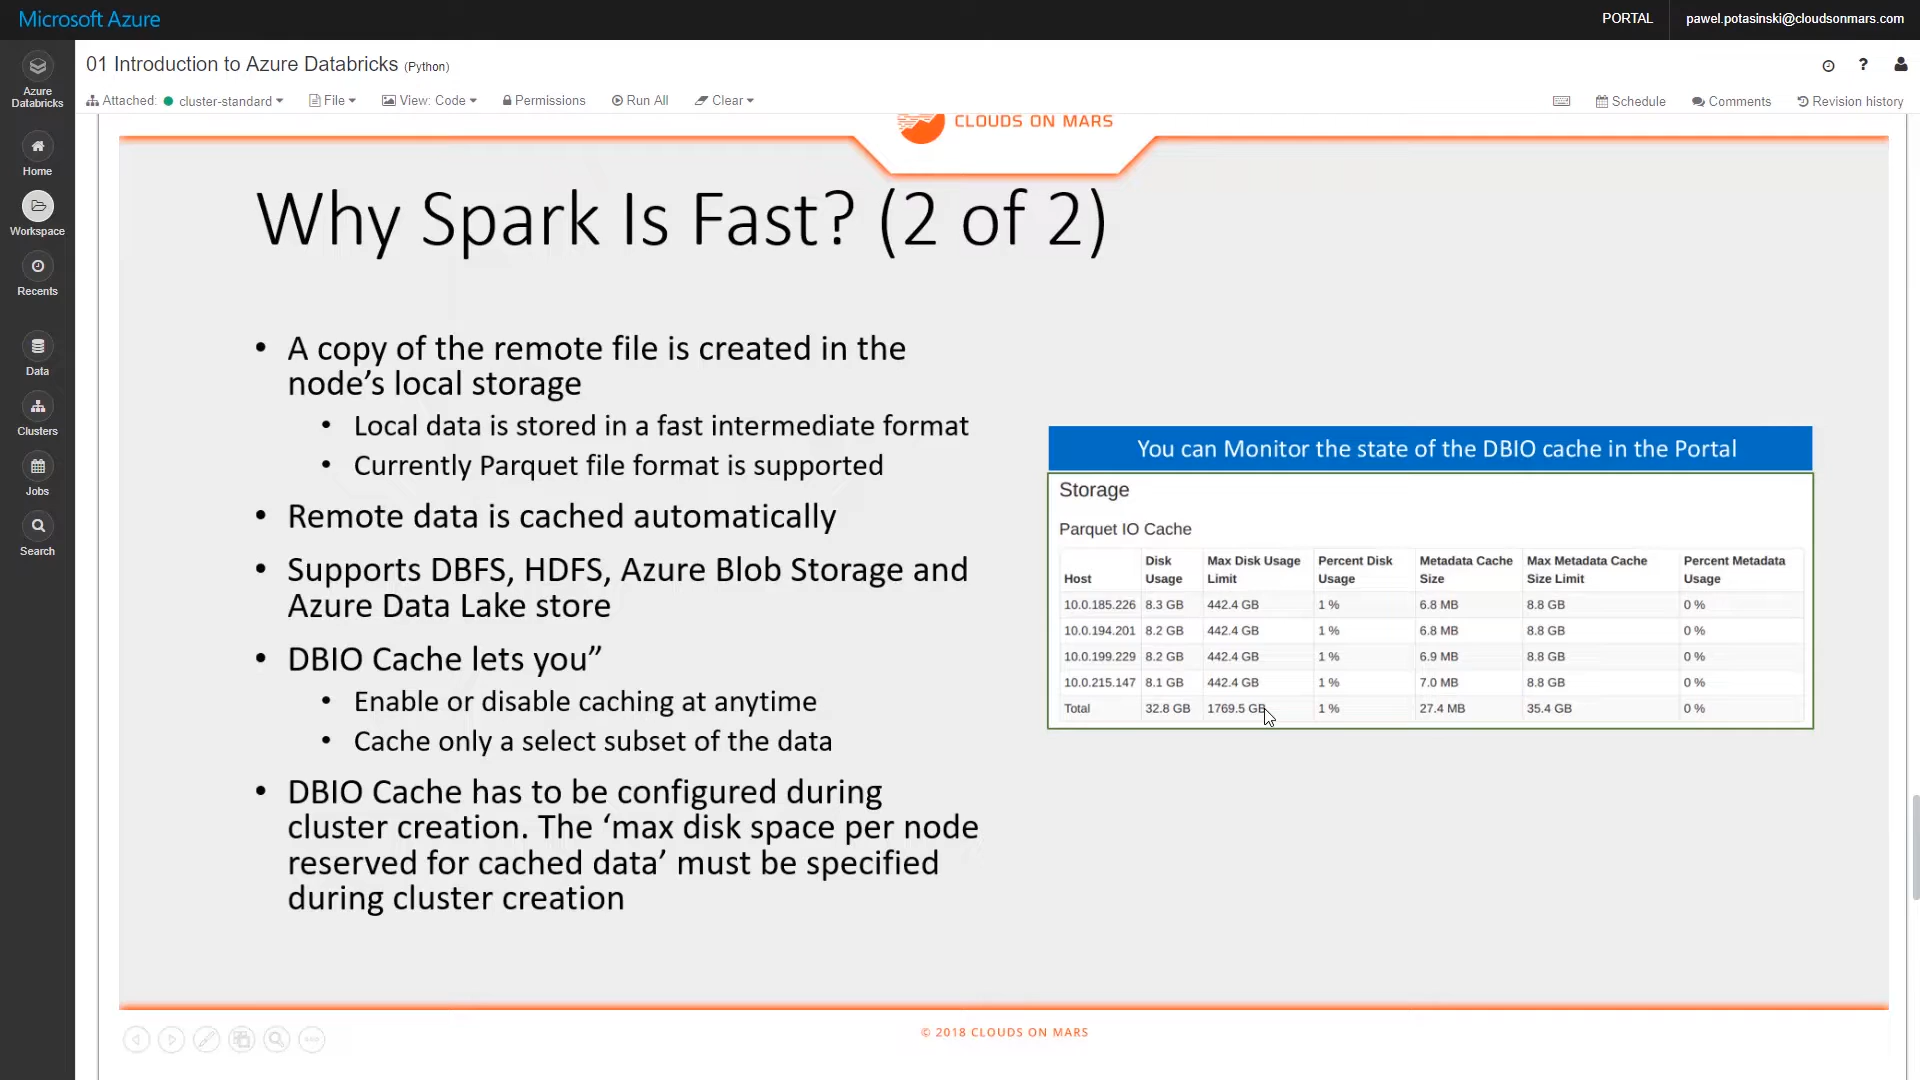 Microsoft Azure
PORTAL
pawel.potasinski@cloudsonmars.com
Azure
Databricks
Home
Workspace
Recents
Data
Clusters
Jobs
Search
01 Introduction to Azure Databricks (Python)
Attached: cluster-standard File View: Code Permissions Run All Clear
Schedule Comments Revision history
CLOUDS ON MARS
Why Spark Is Fast? (2 of 2)
• A copy of the remote file is created in the
node’s local storage
• Local data is stored in a fast intermediate format
• Currently Parquet file format is supported
• Remote data is cached automatically
• Supports DBFS, HDFS, Azure Blob Storage and
Azure Data Lake store
• DBIO Cache lets you”
• Enable or disable caching at anytime
• Cache only a select subset of the data
• DBIO Cache has to be configured during
cluster creation. The ‘max disk space per node
reserved for cached data’ must be specified
during cluster creation
You can Monitor the state of the DBIO cache in the Portal
Storage
Parquet IO Cache
Host Disk Usage Max Disk Usage Limit Percent Disk Usage Metadata Cache Size Max Metadata Cache Size Limit Percent Metadata Usage
10.0.185.226 8.3 GB 442.4 GB 1 % 6.8 MB 8.8 GB 0 %
10.0.194.201 8.2 GB 442.4 GB 1 % 6.8 MB 8.8 GB 0 %
10.0.199.229 8.2 GB 442.4 GB 1 % 6.9 MB 8.8 GB 0 %
10.0.215.147 8.1 GB 442.4 GB 1 % 7.0 MB 8.8 GB 0 %
Total 32.8 GB 1769.5 GB 1 % 27.4 MB 35.4 GB 0 %
© 2018 CLOUDS ON MARS